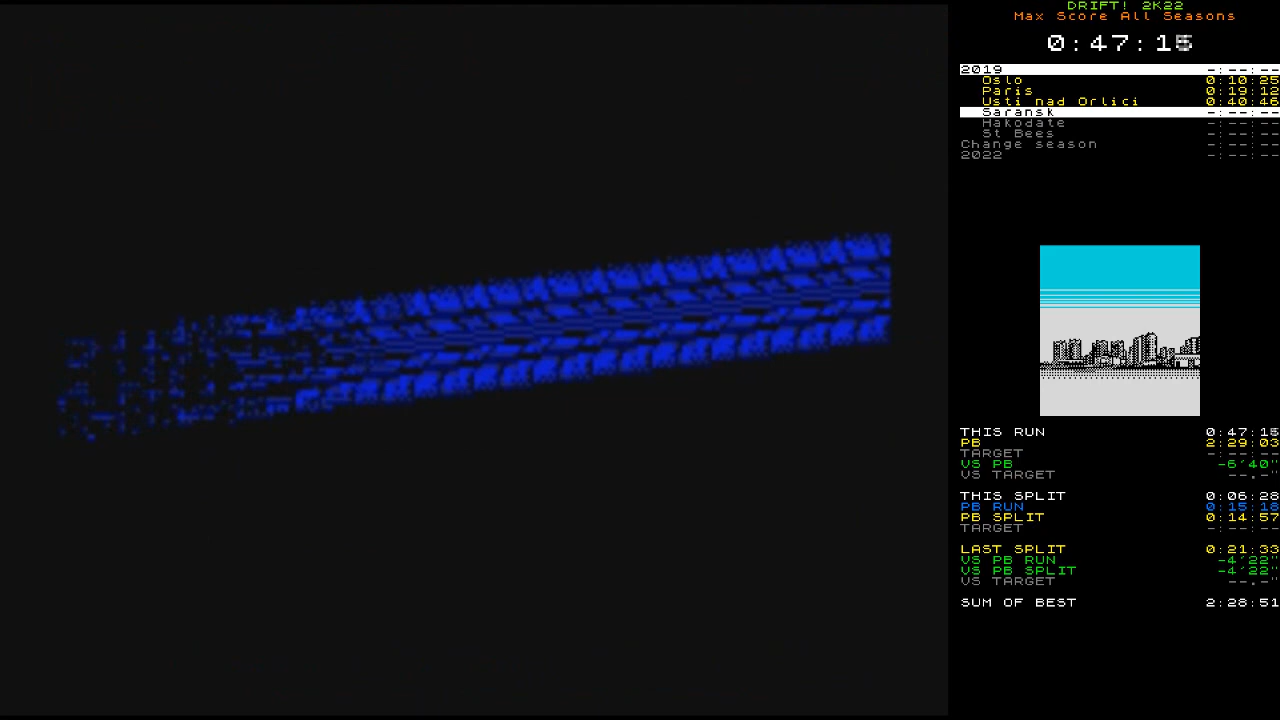 DRIFT! 2K22
Max Score All Seasons
0:47:15
2019 -:--:--
Oslo 0:10:25
Paris 0:19:12
Usti nad Orlici 0:40:46
Saransk -:--:--
Hakodate -:--:--
St Bees -:--:--
Change season -:--:--
2022 -:--:--
THIS RUN 0:47:15
PB 2:29:03
TARGET -:--:--
VS PB -6'40"
VS TARGET --.-"
THIS SPLIT 0:06:28
PB RUN 0:15:18
PB SPLIT 0:14:57
TARGET -:--:--
LAST SPLIT 0:21:33
VS PB RUN -4'22"
VS PB SPLIT -4'22"
VS TARGET --.-"
SUM OF BEST 2:28:51